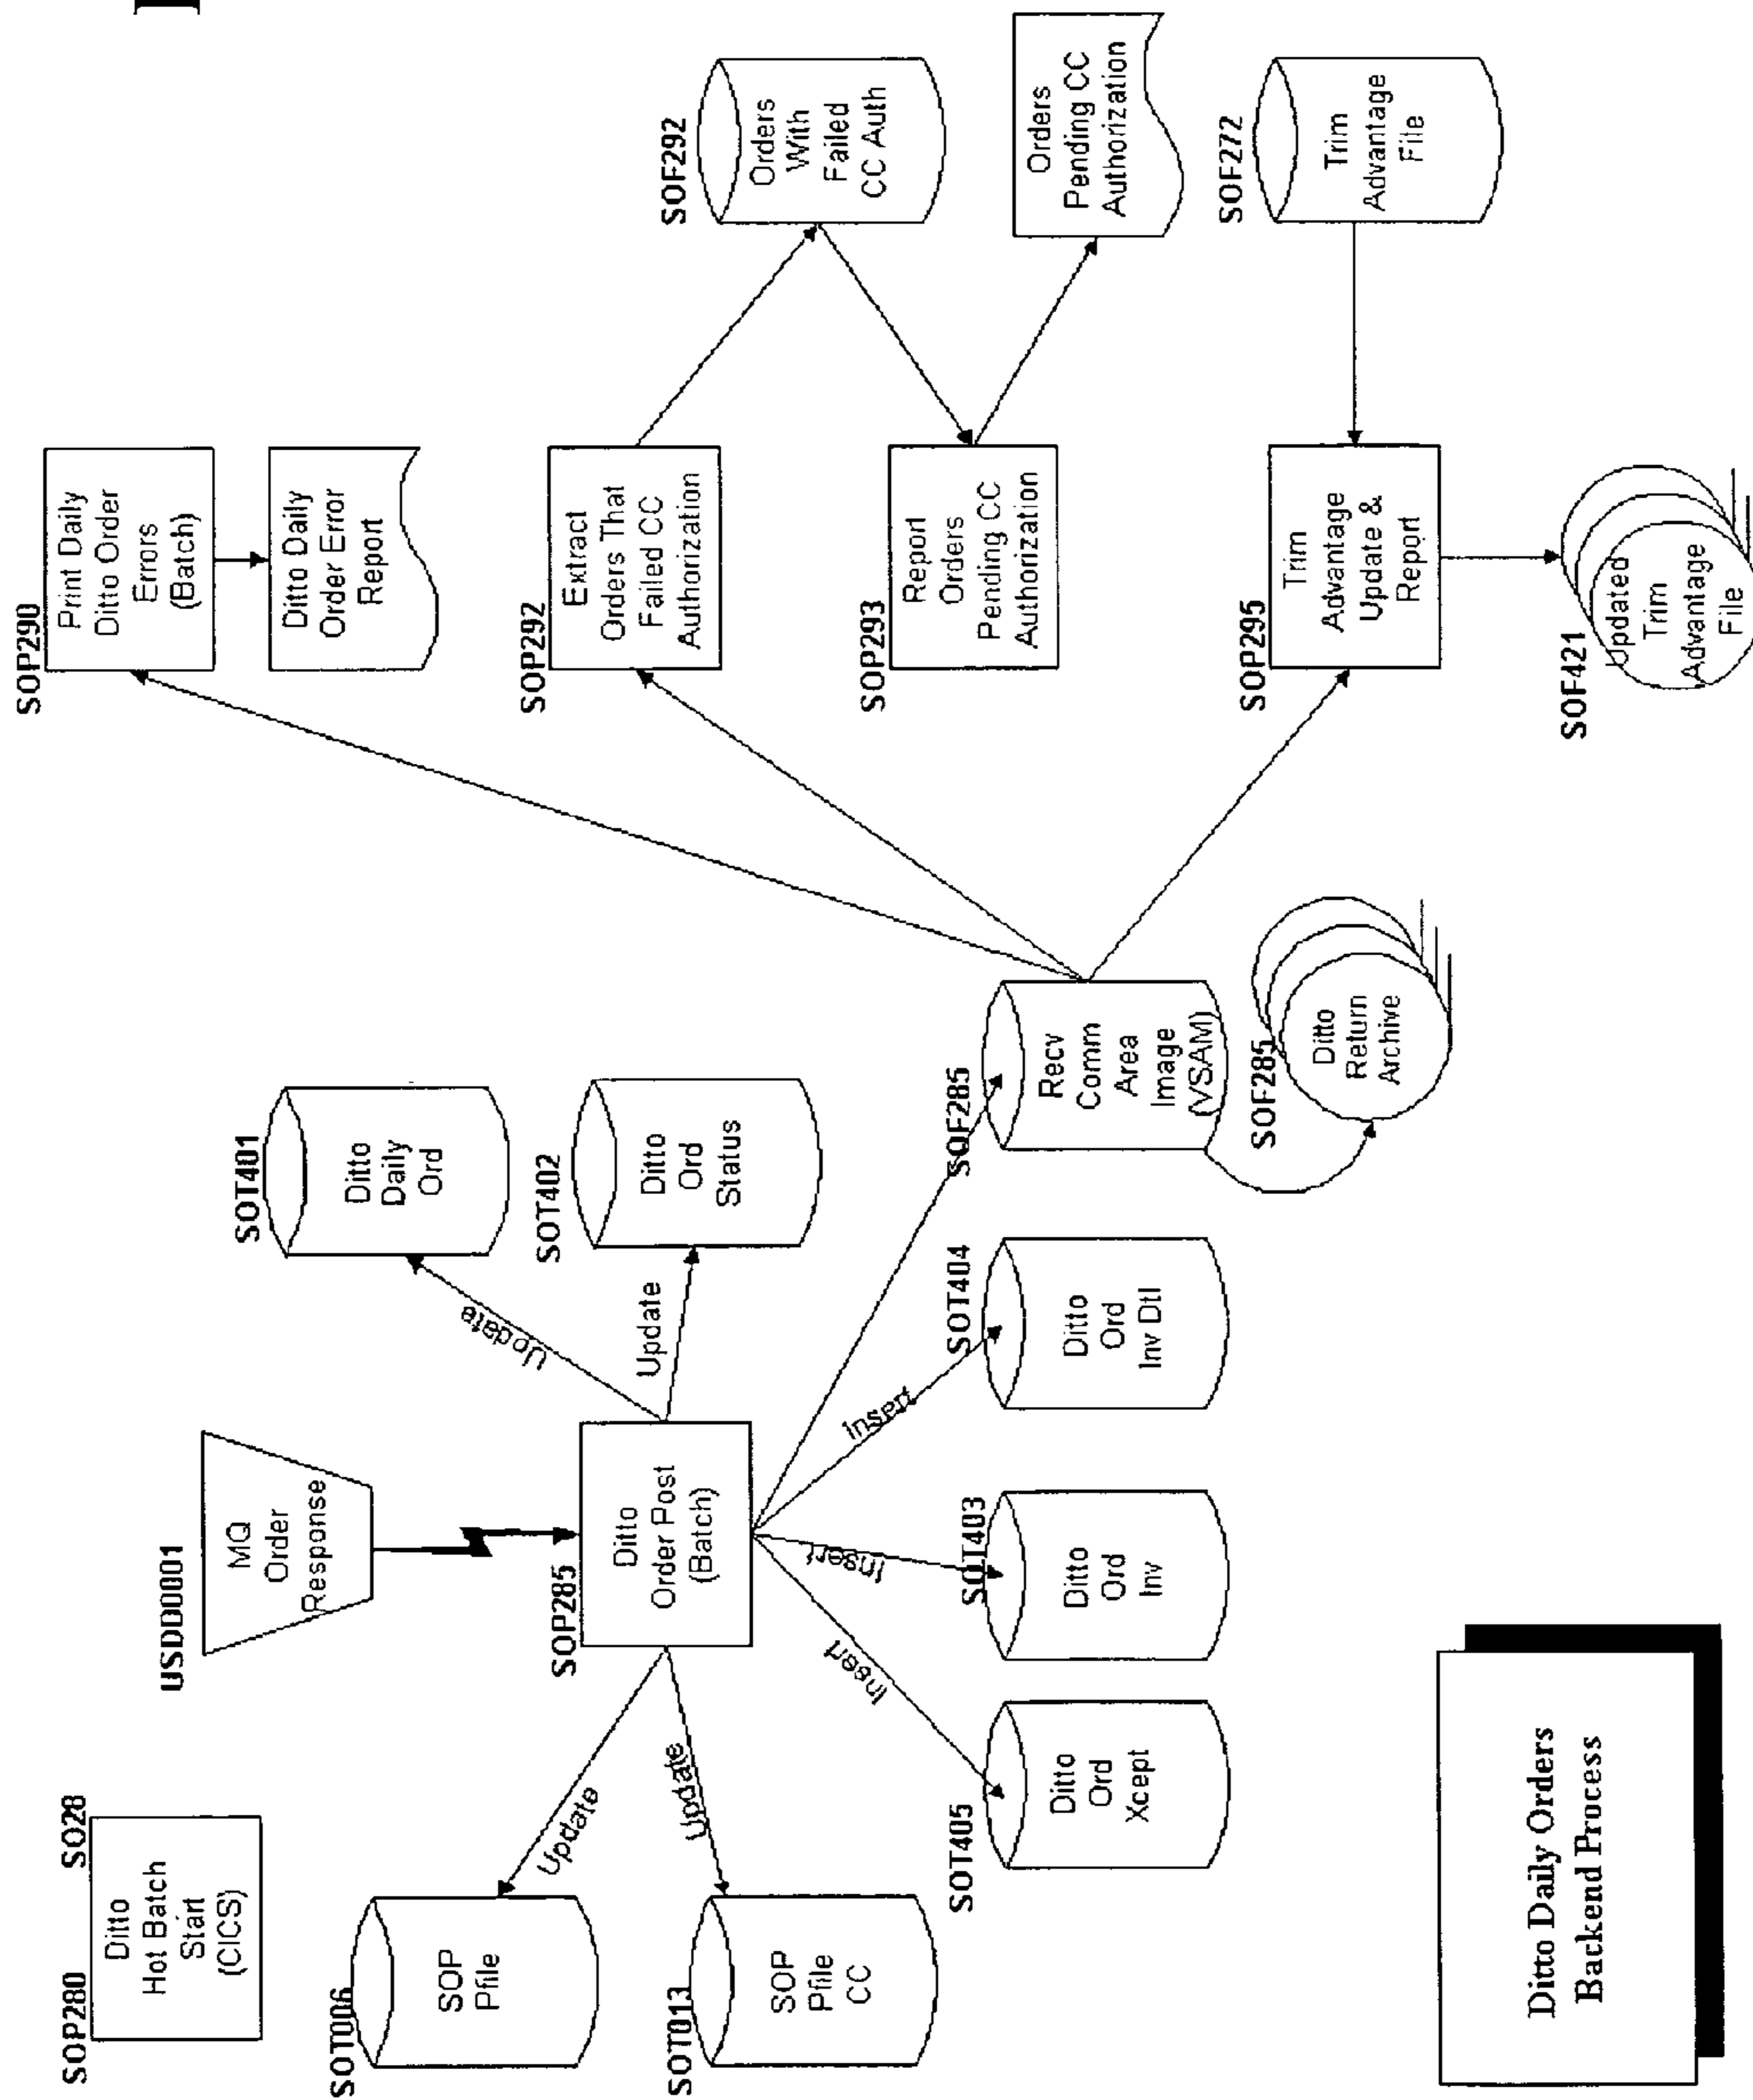 SOP280
SO28
Ditto
Hot Batch
Start
(CICS)
USDD0001
MQ
Order
Response
SOT006
SOP
Pfile
SOT013
SOP
Pfile
CC
Update
Update
SOP285
Ditto
Order Post
(Batch)
Update
Update
SOT401
Ditto
Daily
Ord
SOT402
Ditto
Ord
Status
Insert
Insert
Insert
SOT405
Ditto
Ord
Xcept
SOT403
Ditto
Ord
Inv
SOT404
Ditto
Ord
Inv Dtl
SOF285
Recv
Comm
Area
Image
(VSAM)
SOF285
Ditto
Return
Archive
SOP290
Print Daily
Ditto Order
Errors
(Batch)
Ditto Daily
Order Error
Report
SOP292
Extract
Orders That
Failed CC
Authorization
SOF292
Orders
With
Failed
CC Auth
SOP293
Report
Orders
Pending CC
Authorization
Orders
Pending CC
Authorization
SOP295
Trim
Advantage
Update &
Report
SOF272
Trim
Advantage
File
SOF421
Updated
Trim
Advantage
File
Ditto Daily Orders
Backend Process